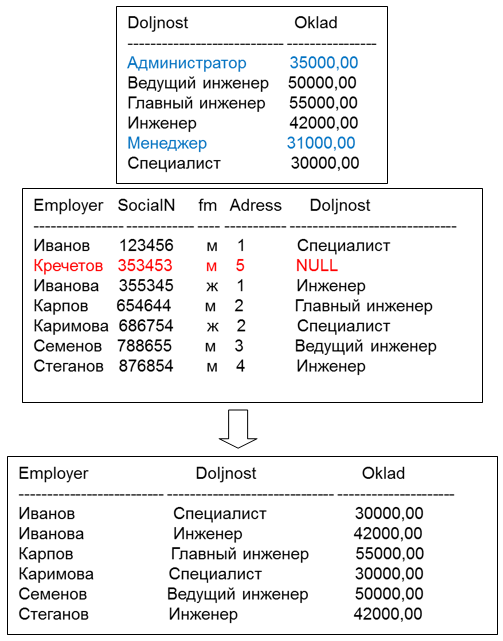 Doljnost Oklad
---------------------------- ----------------
Администратор 35000,00
Ведущий инженер 50000,00
Главный инженер 55000,00
Инженер 42000,00
Менеджер 31000,00
Специалист 30000,00
Employer SocialN fm Adress Doljnost
---------------- ------------ ---- ----------- ------------------------------
Иванов 123456 м 1 Специалист
Кречетов 353453 м 5 NULL
Иванова 355345 ж 1 Инженер
Карпов 654644 м 2 Главный инженер
Каримова 686754 ж 2 Специалист
Семенов 788655 м 3 Ведущий инженер
Стеганов 876854 м 4 Инженер
Employer Doljnost Oklad
-------------------------- ------------------------------ ---------------------
Иванов Специалист 30000,00
Иванова Инженер 42000,00
Карпов Главный инженер 55000,00
Каримова Специалист 30000,00
Семенов Ведущий инженер 50000,00
Стеганов Инженер 42000,00